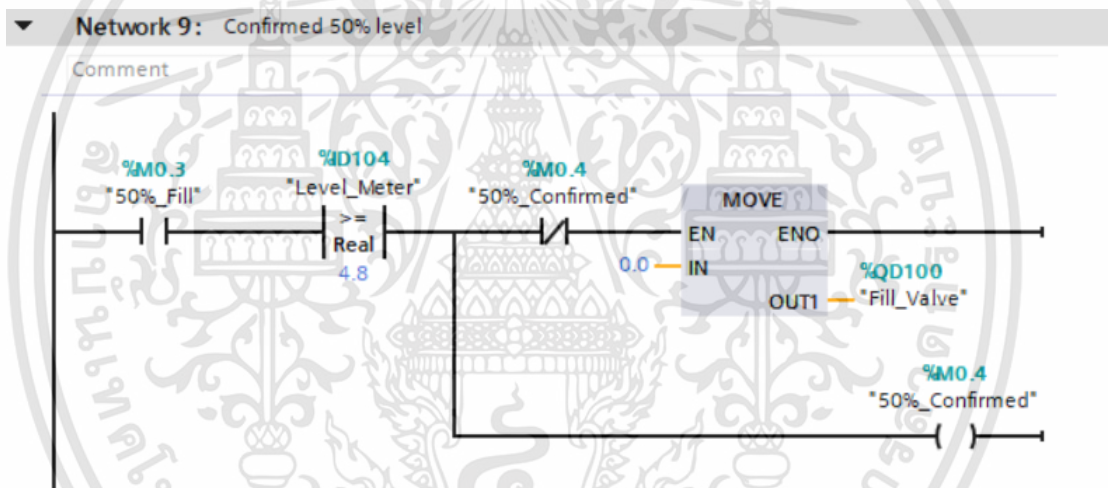 Network 9: Confirmed 50% level
Comment
%M0.3
"50%_Fill"
%ID104
"Level_Meter"
>=
Real
4.8
%M0.4
"50%_Confirmed"
MOVE
EN ENO
0.0 IN
OUT1
%QD100
"Fill_Valve"
%M0.4
"50%_Confirmed"